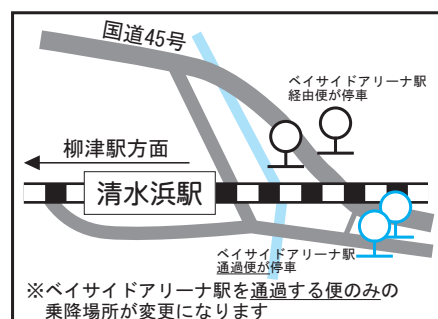 国道45号
ベイサイドアリーナ駅
経由便が停車
柳津駅方面
清水浜駅
ベイサイドアリーナ駅
通過便が停車
※ベイサイドアリーナ駅を通過する便のみの
乗降場所が変更になります